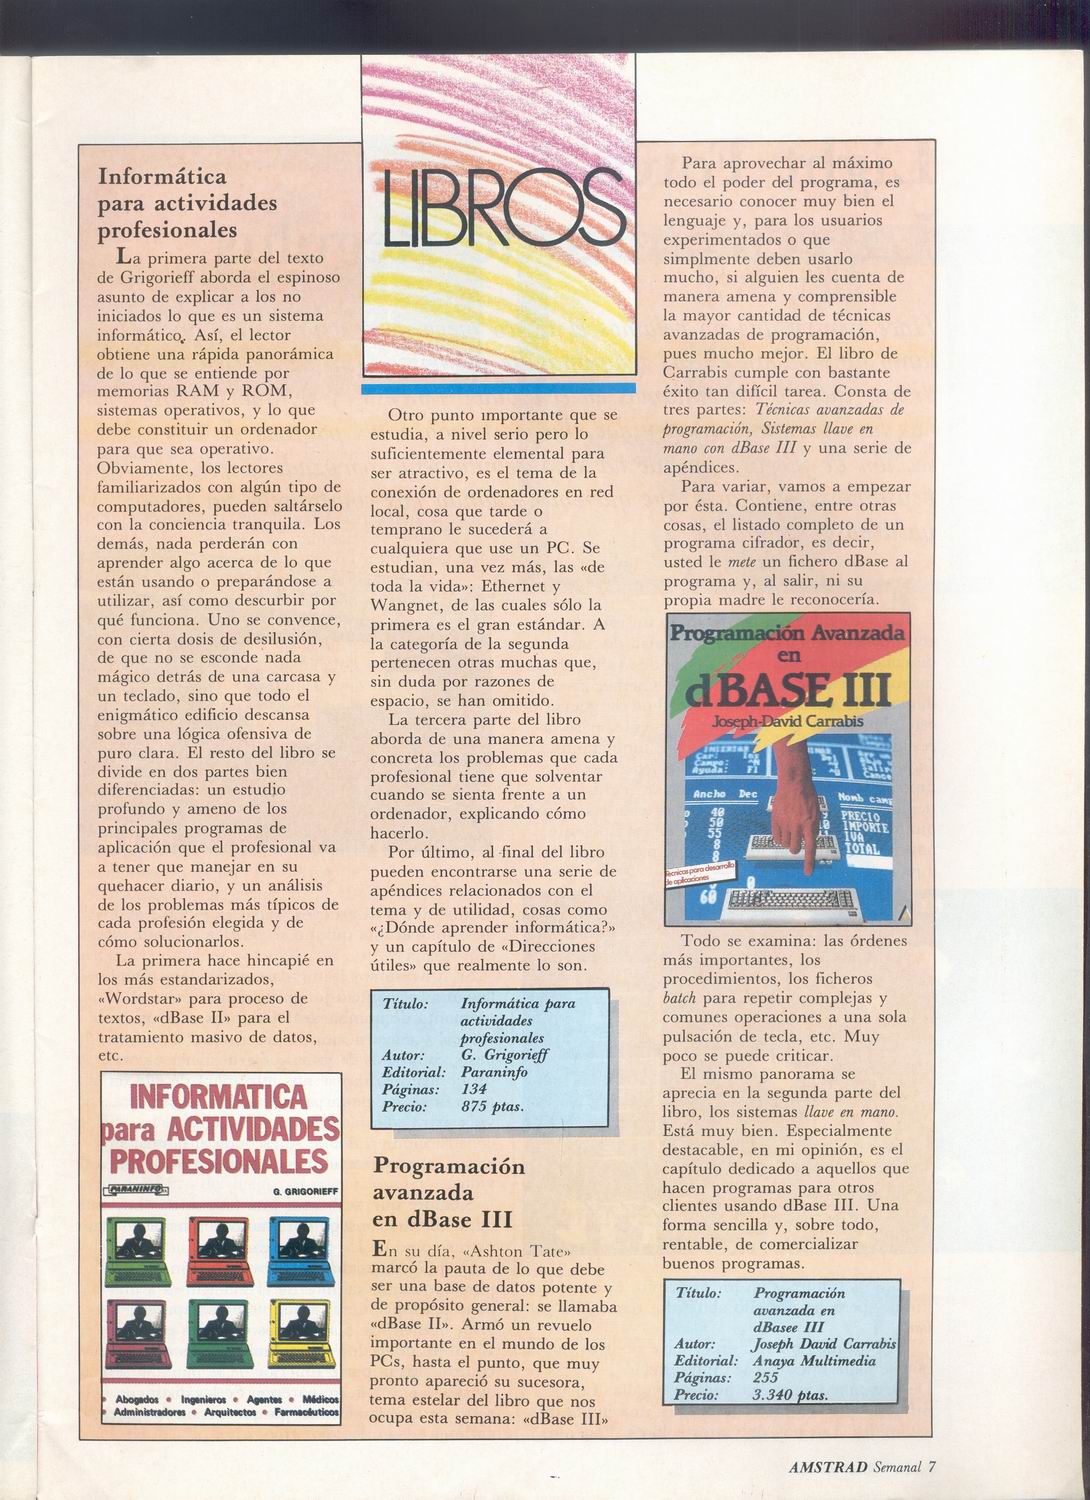 LIBROS
Informática
para actividades
profesionales
La primera parte del texto
de Grigorieff aborda el espinoso
asunto de explicar a los no
iniciados lo que es un sistema
informático. Así, el lector
obtiene una rápida panorámica
de lo que se entiende por
memorias RAM y ROM,
sistemas operativos, y lo que
debe constituir un ordenador
para que sea operativo.
Obviamente, los lectores
familiarizados con algún tipo de
computadores, pueden saltárselo
con la conciencia tranquila. Los
demás, nada perderán con
aprender algo acerca de lo que
están usando o preparándose a
utilizar, así como descurbir por
qué funciona. Uno se convence,
con cierta dosis de desilusión,
de que no se esconde nada
mágico detrás de una carcasa y
un teclado, sino que todo el
enigmático edificio descansa
sobre una lógica ofensiva de
puro clara. El resto del libro se
divide en dos partes bien
diferenciadas: un estudio
profundo y ameno de los
principales programas de
aplicación que el profesional va
a tener que manejar en su
quehacer diario, y un análisis
de los problemas más típicos de
cada profesión elegida y de
cómo solucionarlos.
La primera hace hincapié en
los más estandarizados,
«Wordstar» para proceso de
textos, «dBase II» para el
tratamiento masivo de datos,
etc.
INFORMATICA
para ACTIVIDADES
PROFESIONALES
PARANINFO
G. GRIGORIEFF
• Abogados • Ingenieros • Agentes • Médicos
• Administradores • Arquitectos • Farmacéuticos
Otro punto importante que se
estudia, a nivel serio pero lo
suficientemente elemental para
ser atractivo, es el tema de la
conexión de ordenadores en red
local, cosa que tarde o
temprano le sucederá a
cualquiera que use un PC. Se
estudian, una vez más, las «de
toda la vida»: Ethernet y
Wangnet, de las cuales sólo la
primera es el gran estándar. A
la categoría de la segunda
pertenecen otras muchas que,
sin duda por razones de
espacio, se han omitido.
La tercera parte del libro
aborda de una manera amena y
concreta los problemas que cada
profesional tiene que solventar
cuando se sienta frente a un
ordenador, explicando cómo
hacerlo.
Por último, al final del libro
pueden encontrarse una serie de
apéndices relacionados con el
tema y de utilidad, cosas como
«¿Dónde aprender informática?»
y un capítulo de «Direcciones
útiles» que realmente lo son.
Título: Informática para
actividades
profesionales
Autor: G. Grigorieff
Editorial: Paraninfo
Páginas: 134
Precio: 875 ptas.
Programación
avanzada
en dBase III
En su día, «Ashton Tate»
marcó la pauta de lo que debe
ser una base de datos potente y
de propósito general: se llamaba
«dBase II». Armó un revuelo
importante en el mundo de los
PCs, hasta el punto, que muy
pronto apareció su sucesora,
tema estelar del libro que nos
ocupa esta semana: «dBase III»
Para aprovechar al máximo
todo el poder del programa, es
necesario conocer muy bien el
lenguaje y, para los usuarios
experimentados o que
simplmente deben usarlo
mucho, si alguien les cuenta de
manera amena y comprensible
la mayor cantidad de técnicas
avanzadas de programación,
pues mucho mejor. El libro de
Carrabis cumple con bastante
éxito tan difícil tarea. Consta de
tres partes: Técnicas avanzadas de
programación, Sistemas llave en
mano con dBase III y una serie de
apéndices.
Para variar, vamos a empezar
por ésta. Contiene, entre otras
cosas, el listado completo de un
programa cifrador, es decir,
usted le mete un fichero dBase al
programa y, al salir, ni su
propia madre le reconocería.
Programación Avanzada
en
dBASE III
Joseph-David Carrabis
INSERTAR
Car: Ins
Campo: ^N
Ayuda: F1
Ancho Dec
Nomb camp
40
50
55
8
8
8
0
60
PRECIO
IMPORTE
IVA
TOTAL
Técnicas para desarrollo
de aplicaciones
Todo se examina: las órdenes
más importantes, los
procedimientos, los ficheros
batch para repetir complejas y
comunes operaciones a una sola
pulsación de tecla, etc. Muy
poco se puede criticar.
El mismo panorama se
aprecia en la segunda parte del
libro, los sistemas llave en mano.
Está muy bien. Especialmente
destacable, en mi opinión, es el
capítulo dedicado a aquellos que
hacen programas para otros
clientes usando dBase III. Una
forma sencilla y, sobre todo,
rentable, de comercializar
buenos programas.
Título: Programación
avanzada en
dBasee III
Autor: Joseph David Carrabis
Editorial: Anaya Multimedia
Páginas: 255
Precio: 3.340 ptas.
AMSTRAD Semanal 7